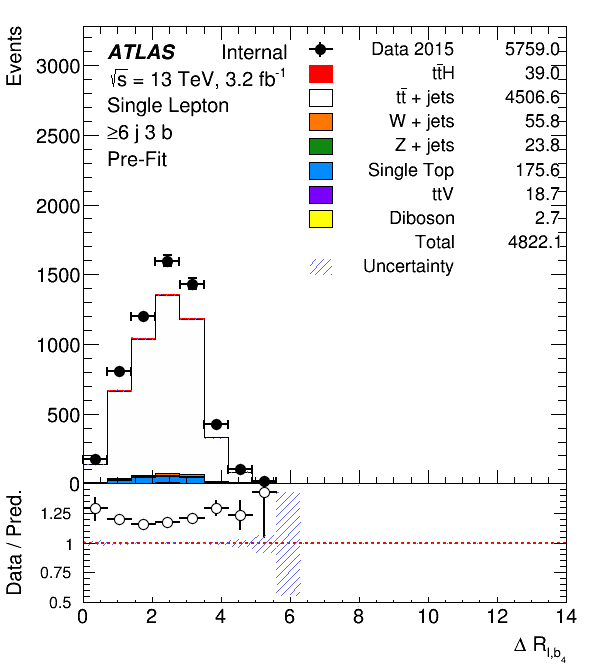 Events
ATLAS Internal
√s = 13 TeV, 3.2 fb⁻¹
Single Lepton
≥6 j 3 b
Pre-Fit
Data 2015 5759.0
tt̄H 39.0
tt̄ + jets 4506.6
W + jets 55.8
Z + jets 23.8
Single Top 175.6
ttV 18.7
Diboson 2.7
Total 4822.1
Uncertainty
3000
2500
2000
1500
1000
500
0
Data / Pred.
1.25
1
0.75
0.5
0 2 4 6 8 10 12 14
Δ R_{l,b_4}